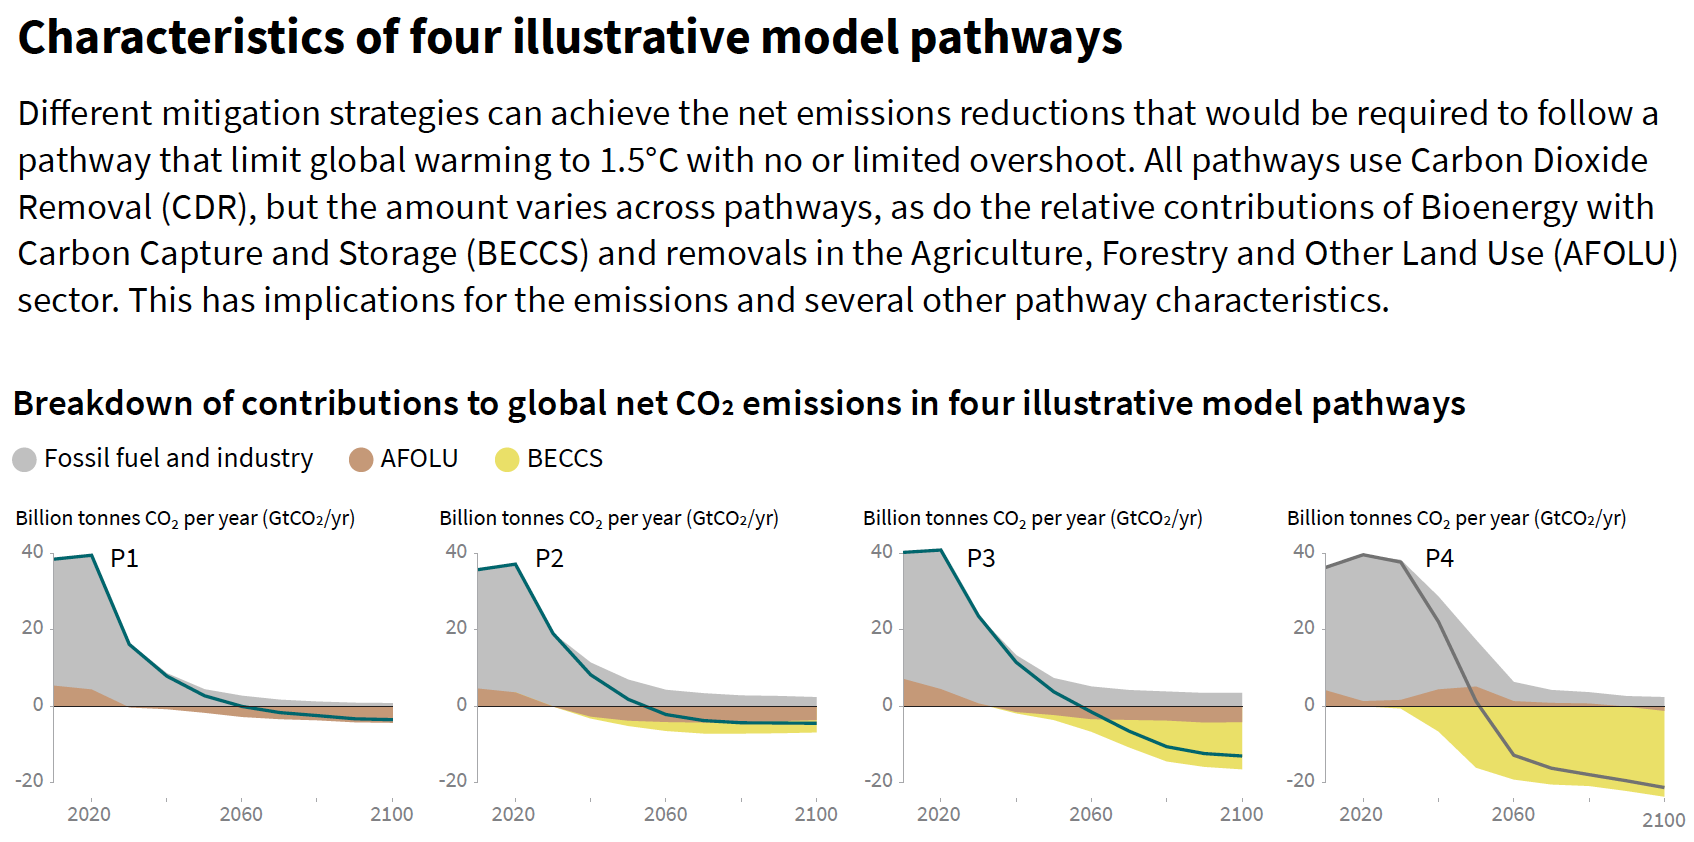 Characteristics of four illustrative model pathways
Different mitigation strategies can achieve the net emissions reductions that would be required to follow a
pathway that limit global warming to 1.5°C with no or limited overshoot. All pathways use Carbon Dioxide
Removal (CDR), but the amount varies across pathways, as do the relative contributions of Bioenergy with
Carbon Capture and Storage (BECCS) and removals in the Agriculture, Forestry and Other Land Use (AFOLU)
sector. This has implications for the emissions and several other pathway characteristics.
Breakdown of contributions to global net CO₂ emissions in four illustrative model pathways
Fossil fuel and industry AFOLU BECCS
Billion tonnes CO₂ per year (GtCO₂/yr)
40
P1
20
0
-20
2020 2060 2100
Billion tonnes CO₂ per year (GtCO₂/yr)
40
P2
20
0
-20
2020 2060 2100
Billion tonnes CO₂ per year (GtCO₂/yr)
40
P3
20
0
-20
2020 2060 2100
Billion tonnes CO₂ per year (GtCO₂/yr)
40
P4
20
0
-20
2020 2060 2100